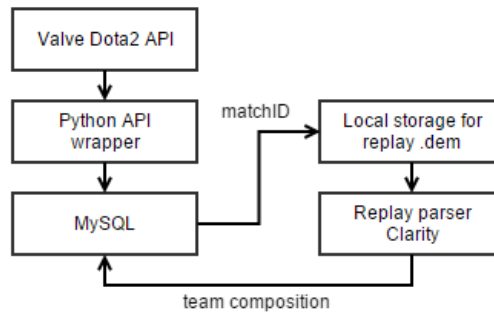 Valve Dota2 API
Python API
wrapper
matchID
Local storage for
replay .dem
MySQL
Replay parser
Clarity
team composition